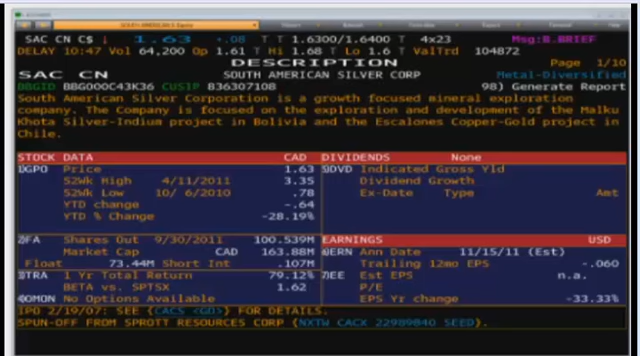 SAC CN C$ ↓ 1.63 -.08 T T 1.6300/1.6400 T 4x23 Msg:B.BRIEF
DELAY 10:47 Vol 64,200 Op 1.61 T Hi 1.68 T Lo 1.6 T ValTrd 104872
DESCRIPTION Page 1/10
SAC CN SOUTH AMERICAN SILVER CORP Metal-Diversified
BBGID BBG000C43K36 CUSIP 836307108 98) Generate Report
South American Silver Corporation is a growth focused mineral exploration
company. The Company is focused on the exploration and development of the Malku
Khota Silver-Indium project in Bolivia and the Escalones Copper-Gold project in
Chile.
STOCK DATA CAD DIVIDENDS None
GPO Price 1.63 DVD Indicated Gross Yld
52Wk High 4/11/2011 3.35 Dividend Growth
52Wk Low 10/ 6/2010 .78 Ex-Date Type Amt
YTD change -.64
YTD % Change -28.19%
FA Shares Out 9/30/2011 100.539M EARNINGS USD
Market Cap CAD 163.88M ERN Ann Date 11/15/11 (Est)
Float 73.44M Short Int .107M Trailing 12mo EPS -.060
TRA 1 Yr Total Return 79.12% EE Est EPS n.a.
BETA vs. SPTSX 1.62 P/E
OMON No Options Available EPS Yr change -33.33%
IPO 2/19/07: SEE {CACS <GO>} FOR DETAILS.
SPUN-OFF FROM SPROTT RESOURCES CORP (NXTW CACX 22989840 SEED).